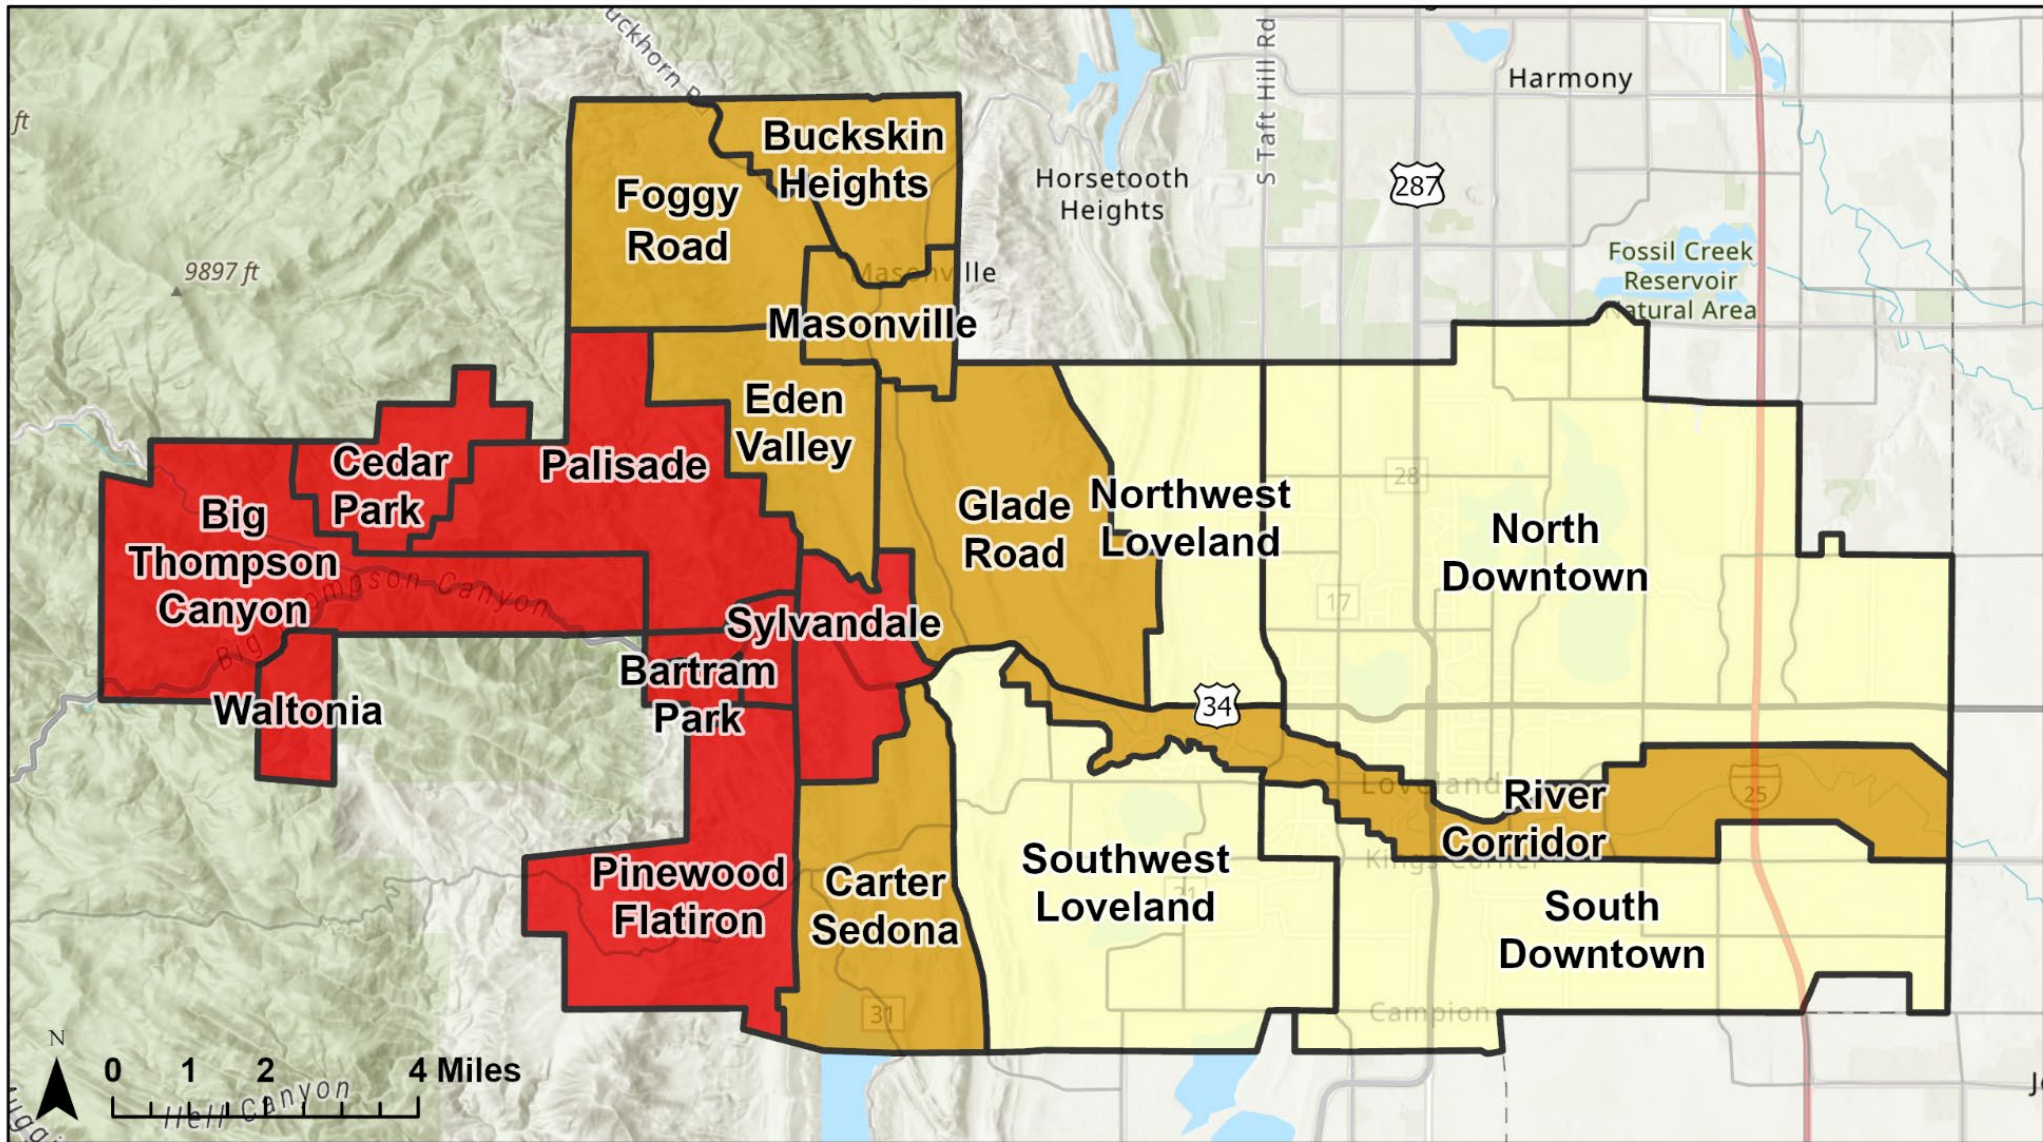 uckhorn R
S Taft Hill Rd
Harmony
ft
Buckskin
Heights
Foggy
Road
Horsetooth
Heights
287
9897 ft
Fossil Creek
Reservoir
Natural Area
Masonville
Masonville
Eden
Valley
Cedar
Park
Palisade
28
Big
Thompson
Canyon
Glade
Road
Northwest
Loveland
North
Downtown
17
Big Thompson Canyon
Sylvandale
Bartram
Park
Waltonia
34
Loveland
25
River
Corridor
Kings Corner
Pinewood
Flatiron
Carter
Sedona
Southwest
Loveland
21
South
Downtown
31
Campion
N
0 1 2 4 Miles
Hell Canyon